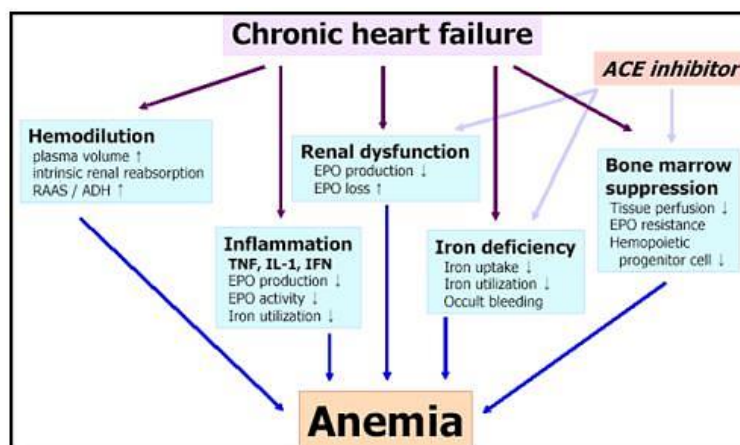 Chronic heart failure
ACE inhibitor
Hemodilution
plasma volume ↑
intrinsic renal reabsorption
RAAS / ADH ↑
Renal dysfunction
EPO production ↓
EPO loss ↑
Bone marrow
suppression
Tissue perfusion ↓
EPO resistance
Hemopoietic
progenitor cell ↓
Inflammation
TNF, IL-1, IFN
EPO production ↓
EPO activity ↓
Iron utilization ↓
Iron deficiency
Iron uptake ↓
Iron utilization ↓
Occult bleeding
Anemia